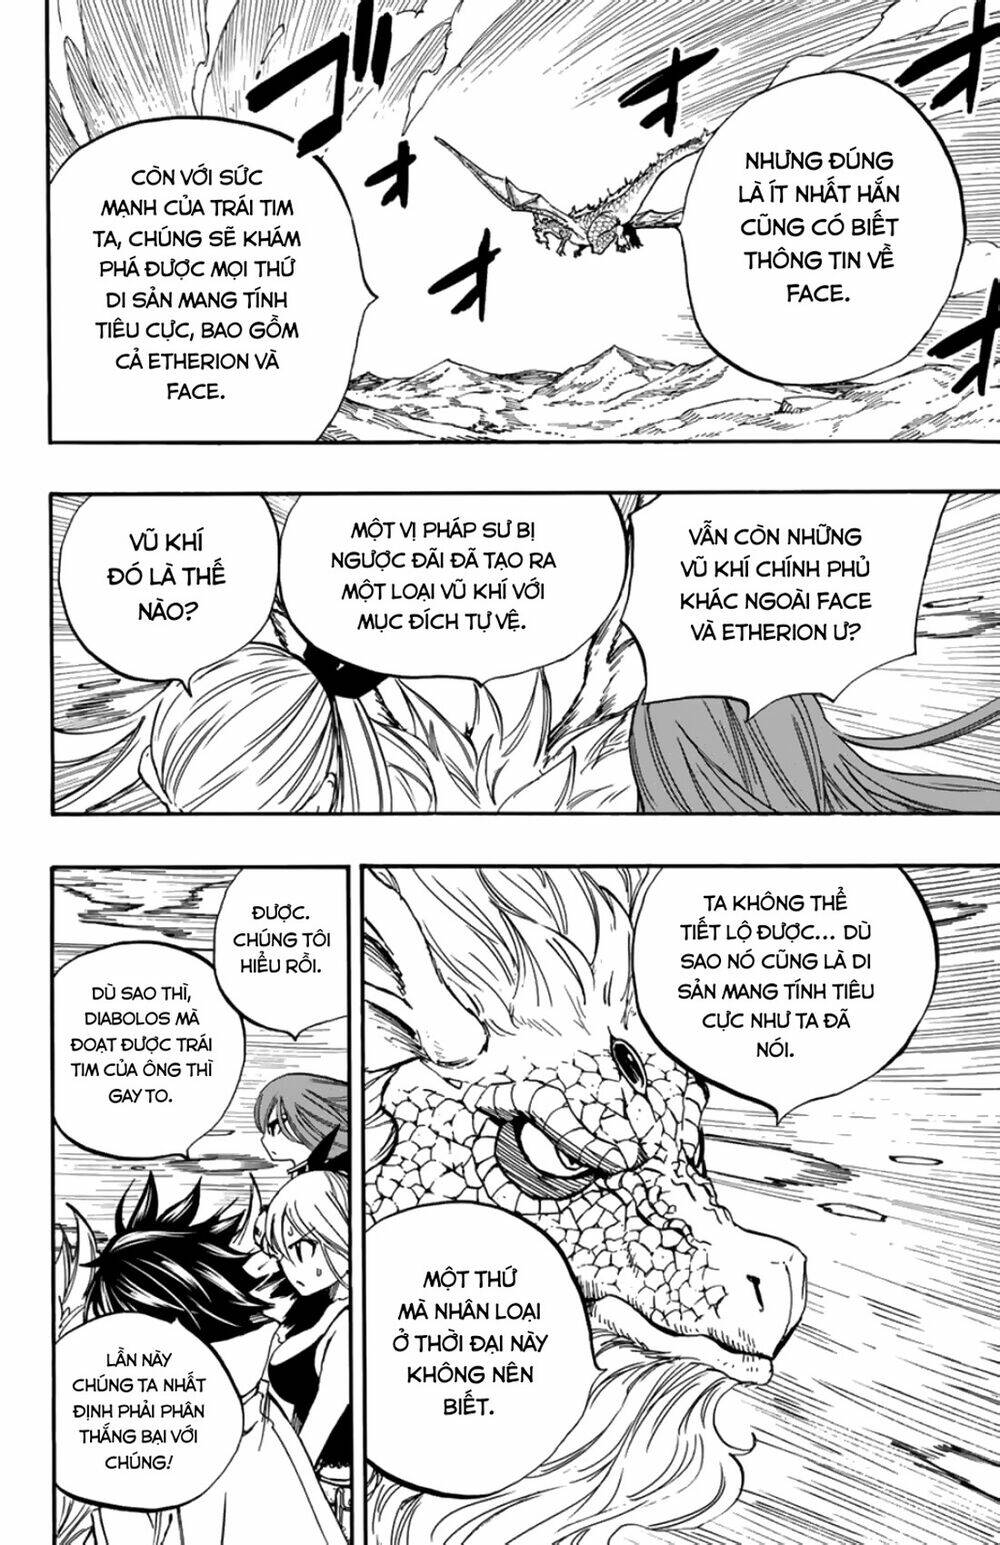 NHƯNG ĐÚNG
LÀ ÍT NHẤT HẮN
CŨNG CÓ BIẾT
THÔNG TIN VỀ
FACE.
CÒN VỚI SỨC
MẠNH CỦA TRÁI TIM
TA, CHÚNG SẼ KHÁM
PHÁ ĐƯỢC MỌI THỨ
DI SẢN MANG TÍNH
TIÊU CỰC, BAO GỒM
CẢ ETHERION VÀ
FACE.
VẪN CÒN NHỮNG
VŨ KHÍ CHÍNH PHỦ
KHÁC NGOÀI FACE
VÀ ETHERION Ư?
MỘT VỊ PHÁP SƯ BỊ
NGƯỢC ĐÃI ĐÃ TẠO RA
MỘT LOẠI VŨ KHÍ VỚI
MỤC ĐÍCH TỰ VỆ.
VŨ KHÍ
ĐÓ LÀ THẾ
NÀO?
TA KHÔNG THỂ
TIẾT LỘ ĐƯỢC... DÙ
SAO NÓ CŨNG LÀ DI
SẢN MANG TÍNH TIÊU
CỰC NHƯ TA ĐÃ
NÓI.
MỘT THỨ
MÀ NHÂN LOẠI
Ở THỜI ĐẠI NÀY
KHÔNG NÊN
BIẾT.
ĐƯỢC.
CHÚNG TÔI
HIỂU RỒI.
DÙ SAO THÌ,
DIABOLOS MÀ
ĐOẠT ĐƯỢC TRÁI
TIM CỦA ÔNG THÌ
GAY TO.
LẦN NÀY
CHÚNG TA NHẤT
ĐỊNH PHẢI PHÂN
THẮNG BẠI VỚI
CHÚNG!